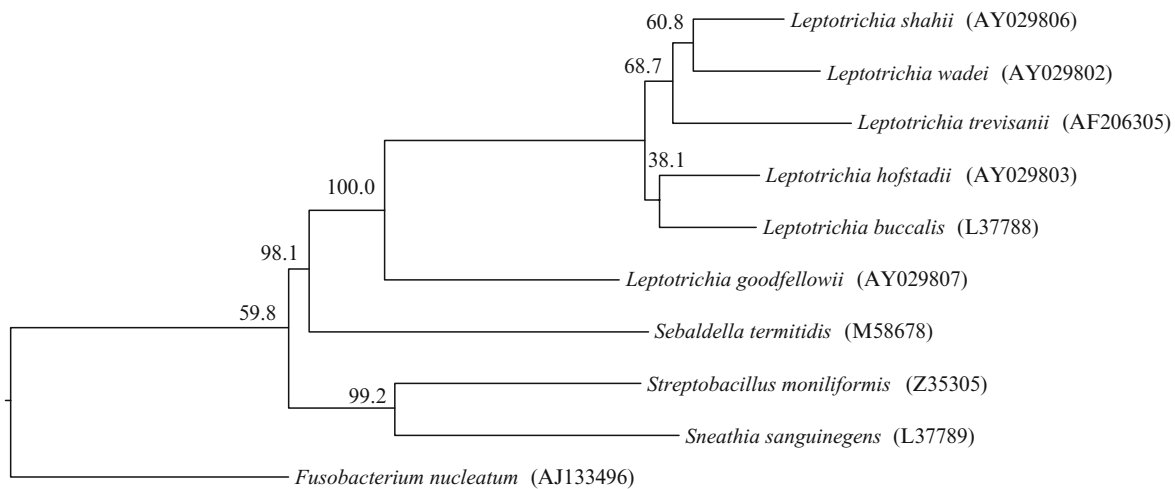 60.8
Leptotrichia shahii (AY029806)
68.7
Leptotrichia wadei (AY029802)
Leptotrichia trevisanii (AF206305)
38.1
Leptotrichia hofstadii (AY029803)
100.0
Leptotrichia buccalis (L37788)
98.1
Leptotrichia goodfellowii (AY029807)
59.8
Sebaldella termitidis (M58678)
Streptobacillus moniliformis (Z35305)
99.2
Sneathia sanguinegens (L37789)
Fusobacterium nucleatum (AJ133496)